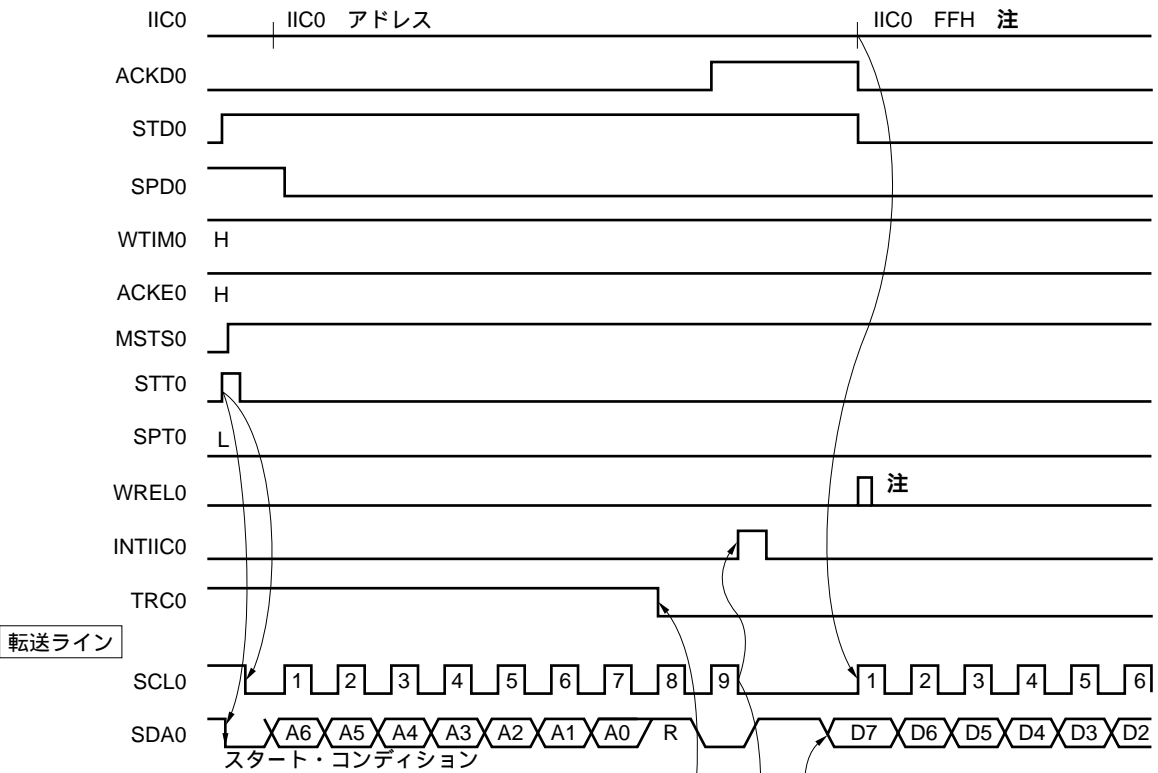 IIC0 IIC0 アドレス IIC0 FFH 注
ACKD0
STD0
SPD0
WTIM0 H
ACKE0 H
MSTS0
STT0
SPT0 L
WREL0 注
INTIIC0
TRC0
転送ライン
SCL0 1 2 3 4 5 6 7 8 9 1 2 3 4 5 6
SDA0 A6 A5 A4 A3 A2 A1 A0 R D7 D6 D5 D4 D3 D2
スタート・コンディション